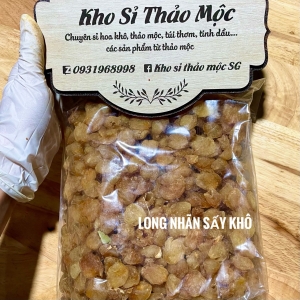 Kho Sỉ Thảo Mộc
Chuyên sỉ hoa khô, thảo mộc, túi thơm, tinh dầu...
các sản phẩm từ thảo mộc
0931968998 Kho sỉ thảo mộc SG
LONG NHÃN SẤY KHÔ